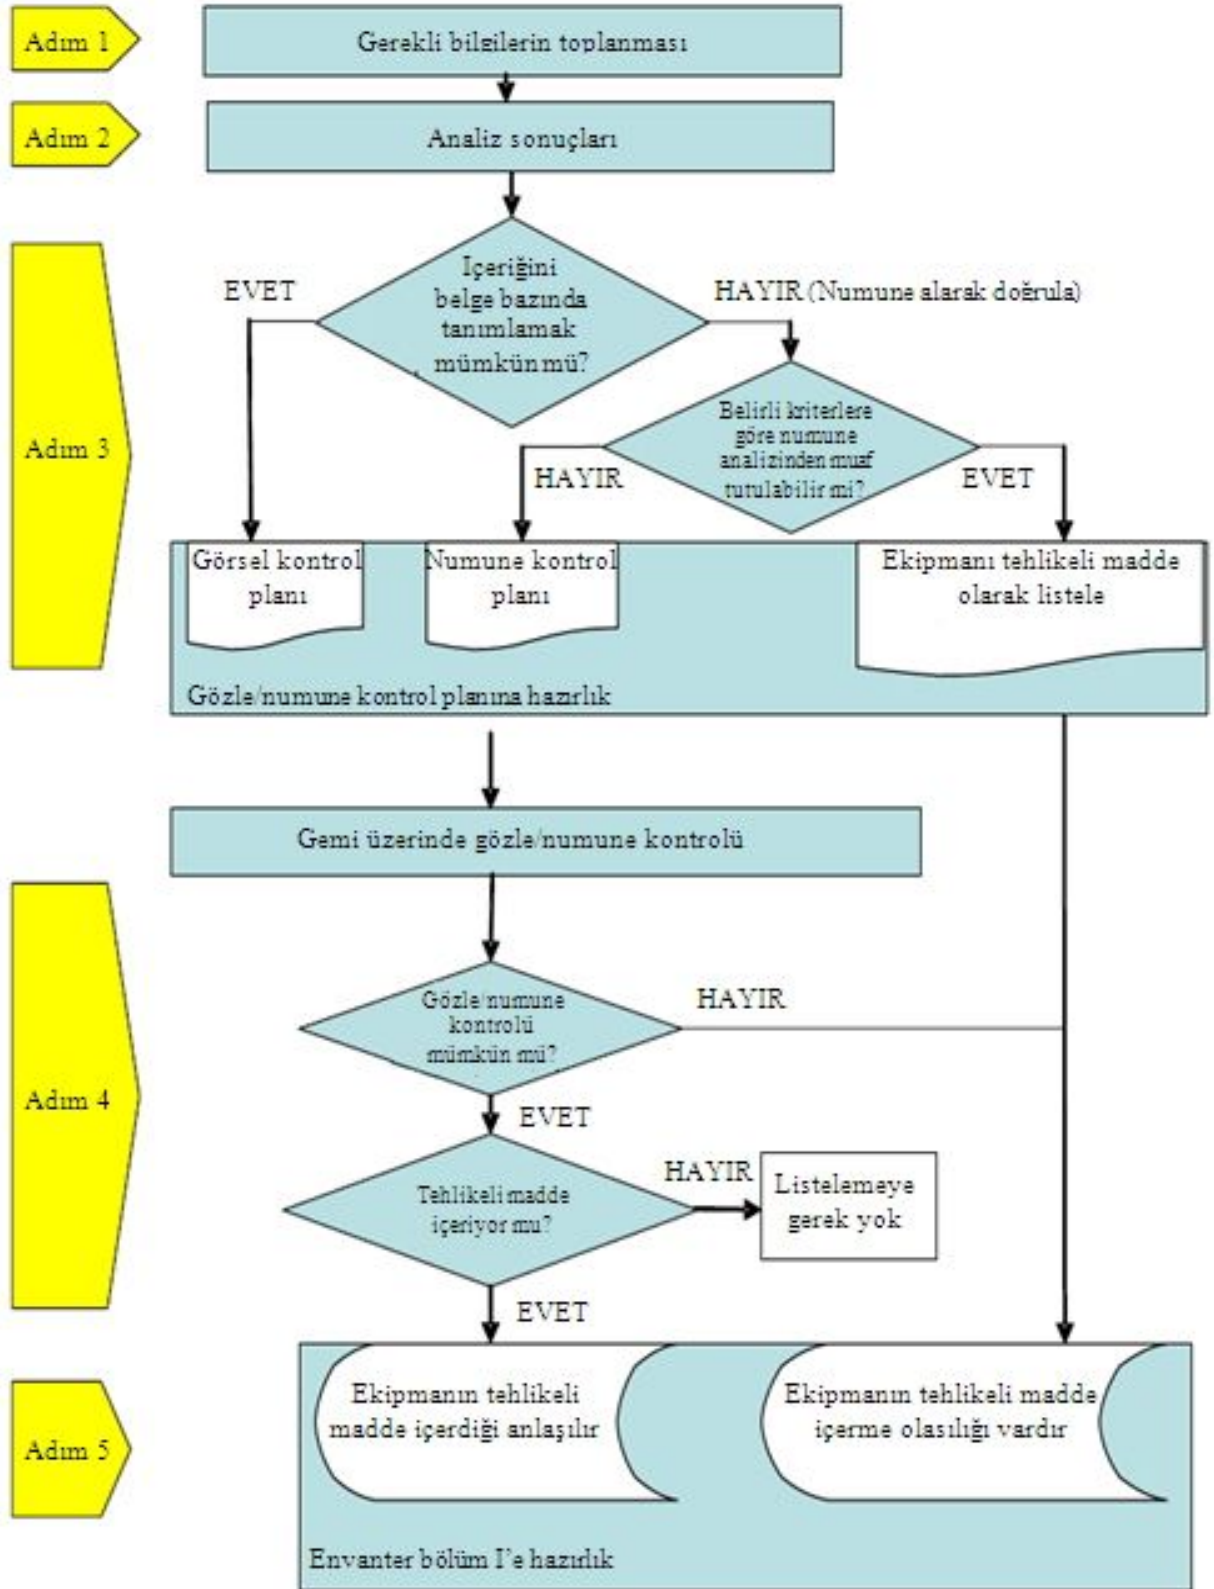 Adım 1
Gerekli bilgilerin toplanması
Adım 2
Analiz sonuçları
Adım 3
İçeriğini
belge bazında
tanımlamak
mümkün mü?
EVET
HAYIR (Numune alarak doğrula)
Belirli kriterlere
göre numune
analizinden muaf
tutulabilir mi?
HAYIR
EVET
Görsel kontrol
planı
Numune kontrol
planı
Ekipmanı tehlikeli madde
olarak listele
Gözle/numune kontrol planına hazırlık
Gemi üzerinde gözle/numune kontrolü
Adım 4
Gözle/numune
kontrolü
mümkün mü?
HAYIR
EVET
Tehlikeli madde
içeriyor mu?
HAYIR
Listelemeye
gerek yok
EVET
Adım 5
Ekipmanın tehlikeli
madde içerdiği anlaşılır
Ekipmanın tehlikeli madde
içerme olasılığı vardır
Envanter bölüm I'e hazırlık